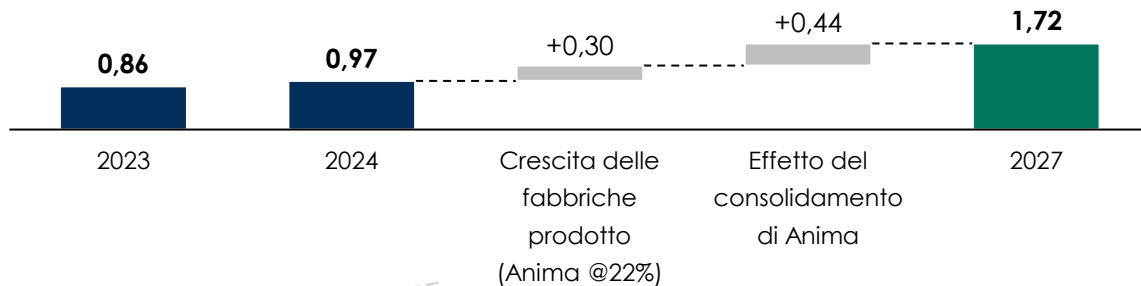 0,86
0,97
+0,30
+0,44
1,72
2023
2024
Crescita delle
fabbriche
prodotto
(Anima @22%)
Effetto del
consolidamento
di Anima
2027